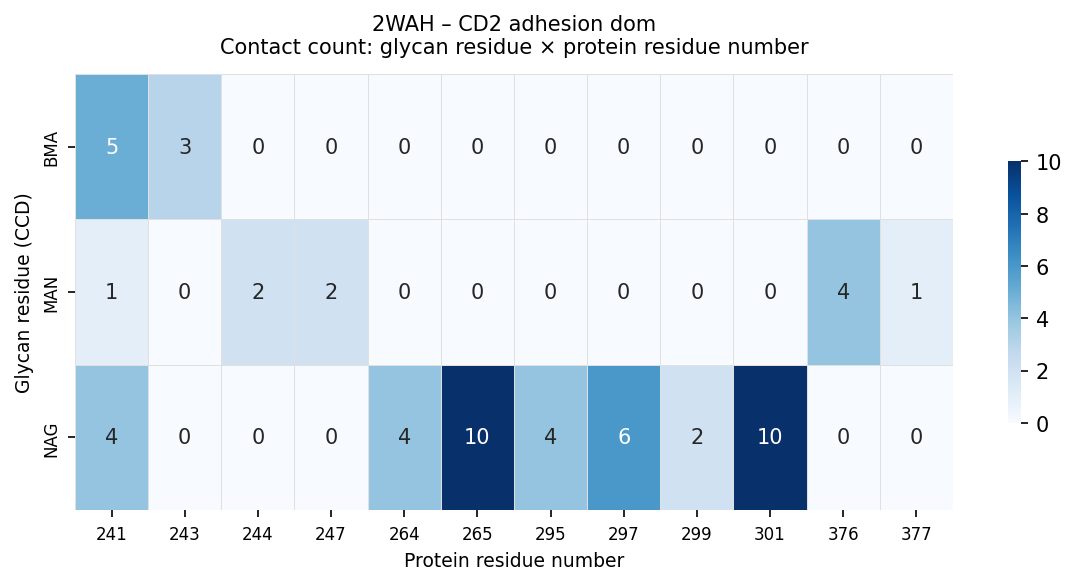 2WAH – CD2 adhesion dom
Contact count: glycan residue × protein residue number
Glycan residue (CCD)
BMA 5 3 0 0 0 0 0 0 0 0 0 0
MAN 1 0 2 2 0 0 0 0 0 0 4 1
NAG 4 0 0 0 4 10 4 6 2 10 0 0
241 243 244 247 264 265 295 297 299 301 376 377
Protein residue number
10
8
6
4
2
0